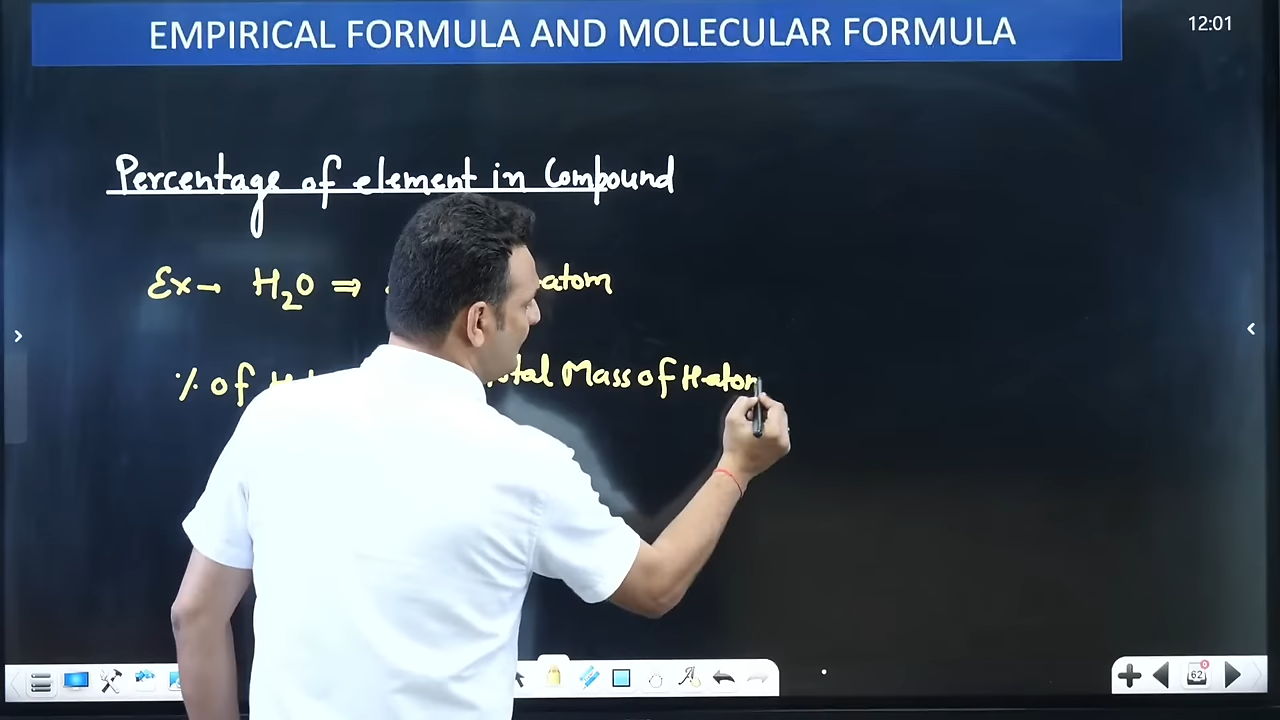 EMPIRICAL FORMULA AND MOLECULAR FORMULA
12:01
Percentage of element in Compound
Ex→ H₂O ⇒ atom
% of Mass of H-atom
62